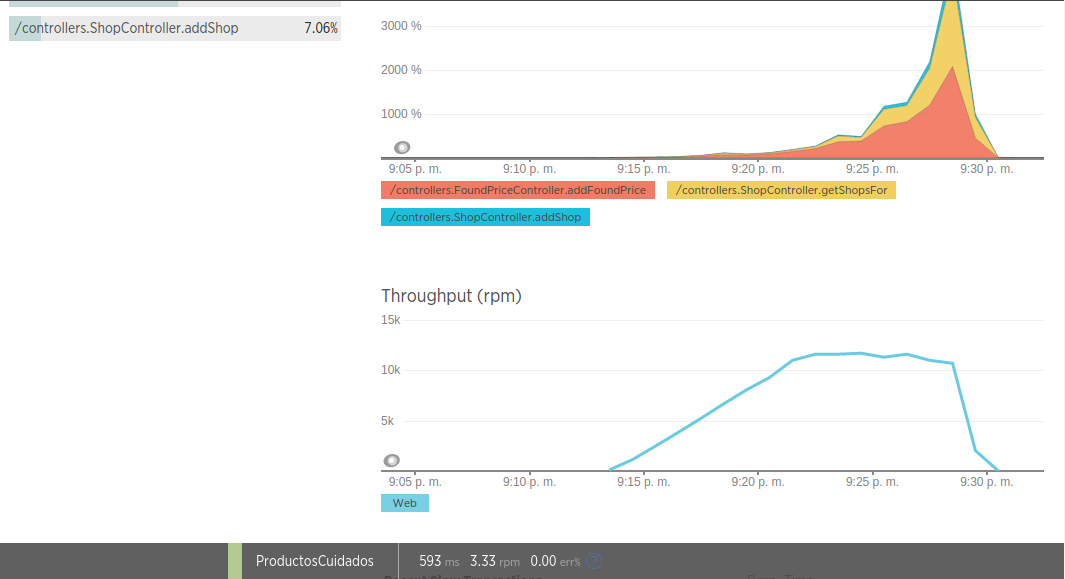 /controllers.ShopController.addShop 7.06%
3000 %
2000 %
1000 %
9:05 p. m. 9:10 p. m. 9:15 p. m. 9:20 p. m. 9:25 p. m. 9:30 p. m.
/controllers.FoundPriceController.addFoundPrice /controllers.ShopController.getShopsFor
/controllers.ShopController.addShop
Throughput (rpm)
15k
10k
5k
9:05 p. m. 9:10 p. m. 9:15 p. m. 9:20 p. m. 9:25 p. m. 9:30 p. m.
Web
ProductosCuidados 593 ms 3.33 rpm 0.00 err% ?